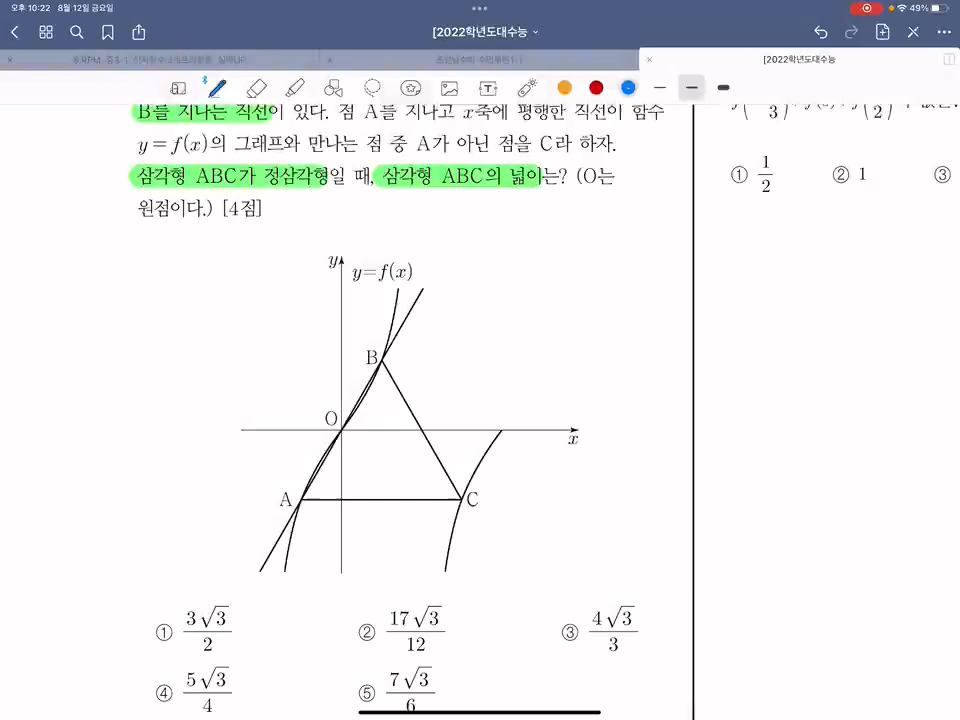 오후 10:22 8월 12일 금요일
49%
[2022학년도대수능
[2022학년도대수능
B를 지나는 직선이 있다. 점 A를 지나고 x축에 평행한 직선이 함수
y=f(x)의 그래프와 만나는 점 중 A가 아닌 점을 C라 하자.
삼각형 ABC가 정삼각형일 때, 삼각형 ABC의 넓이는? (O는
원점이다.) [4점]
y
y=f(x)
B
O
x
A
C
① 3√3/2
② 17√3/12
③ 4√3/3
④ 5√3/4
⑤ 7√3/6
① 1/2
② 1
③